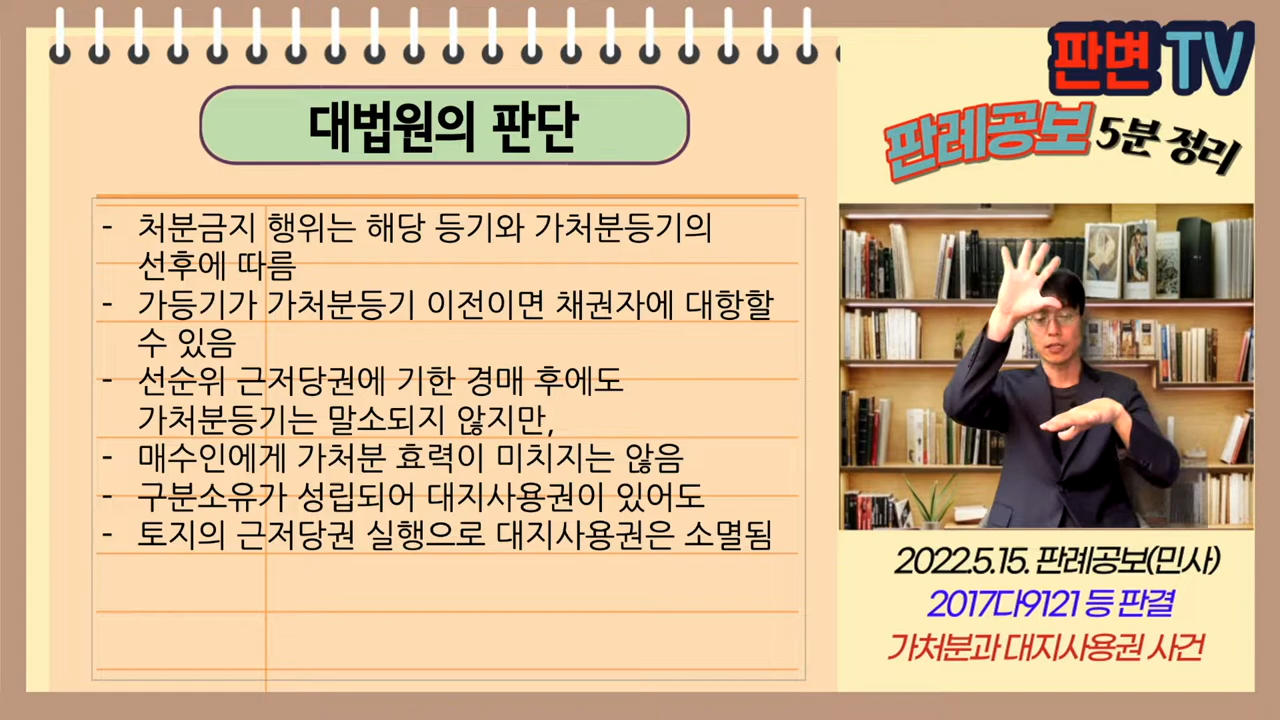 대법원의 판단
- 처분금지 행위는 해당 등기와 가처분등기의
선후에 따름
- 가등기가 가처분등기 이전이면 채권자에 대항할
수 있음
- 선순위 근저당권에 기한 경매 후에도
가처분등기는 말소되지 않지만,
- 매수인에게 가처분 효력이 미치지는 않음
- 구분소유가 성립되어 대지사용권이 있어도
- 토지의 근저당권 실행으로 대지사용권은 소멸됨
판변 TV
판례공보 5분 정리
2022.5.15. 판례공보(민사)
2017다9121 등 판결
가처분과 대지사용권 사건